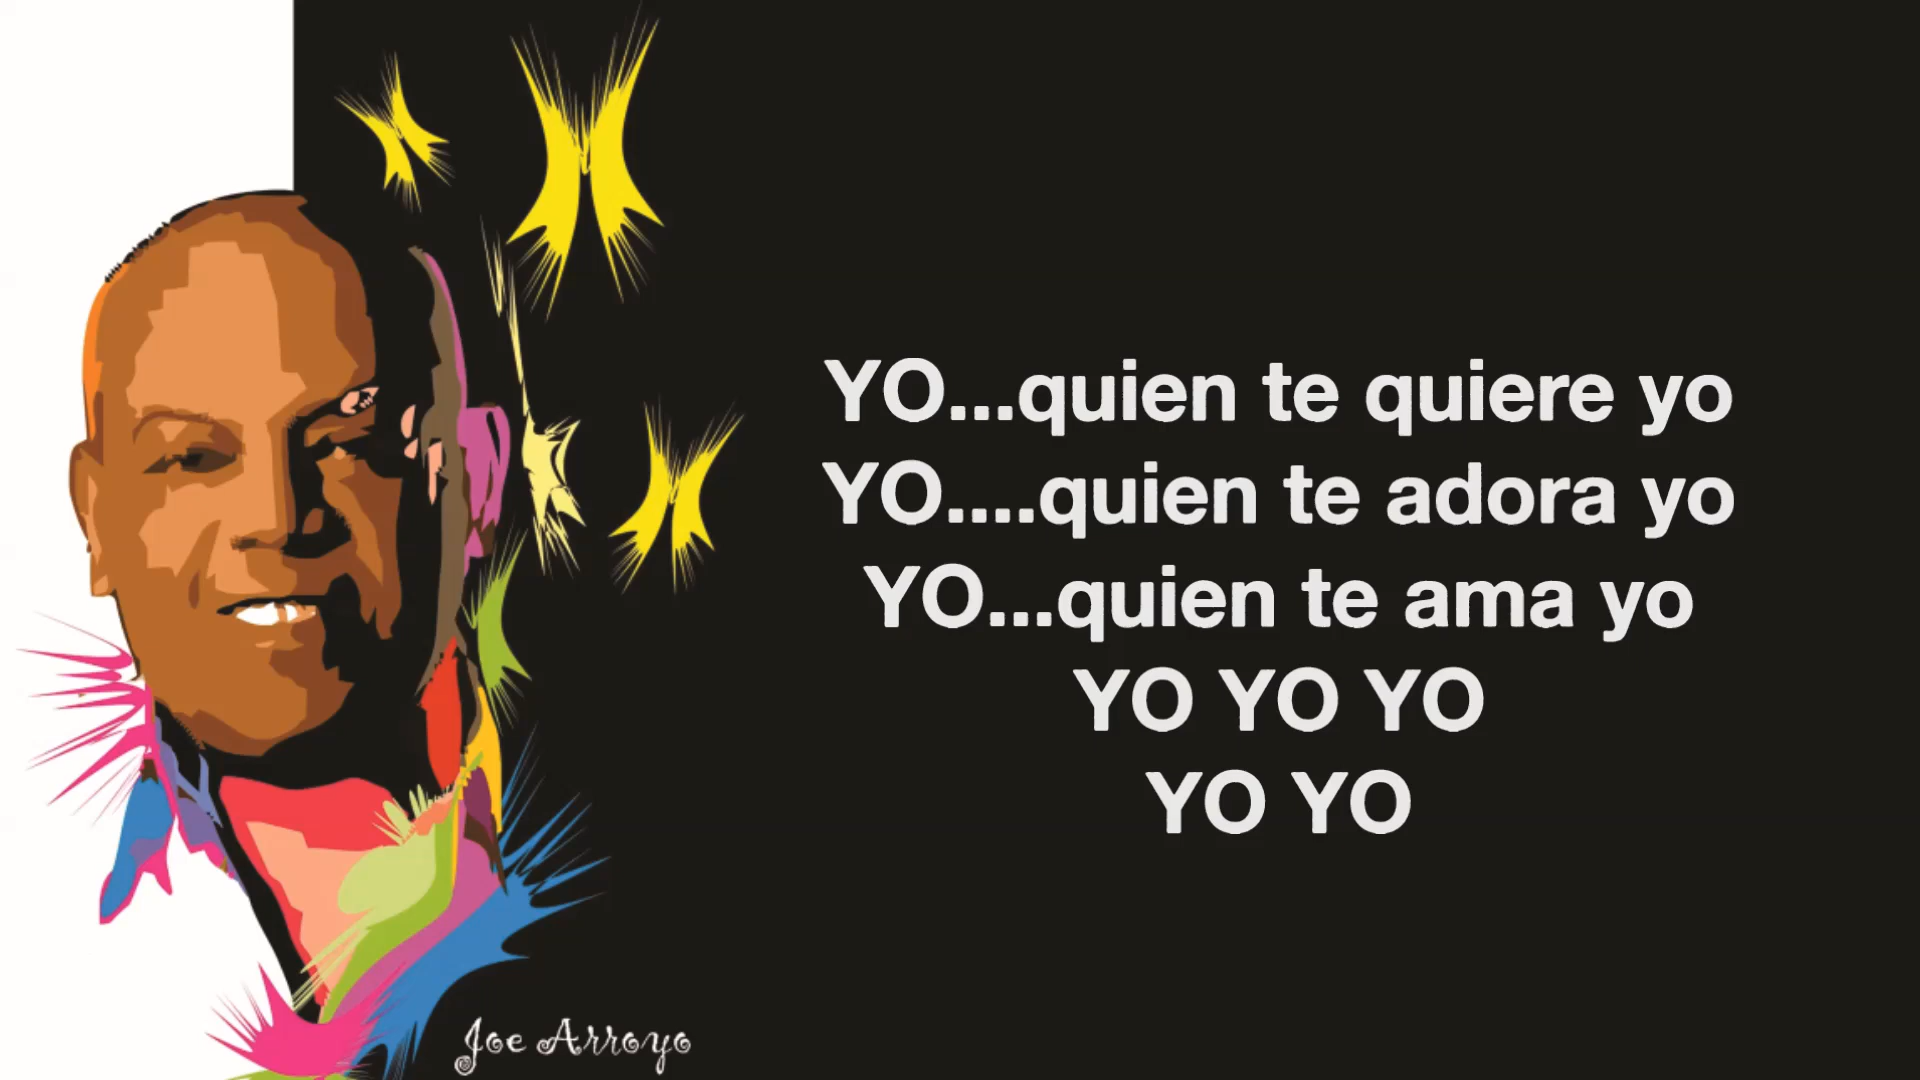 YO...quien te quiere yo
YO....quien te adora yo
YO...quien te ama yo
YO YO YO
YO YO
Joe Arroyo